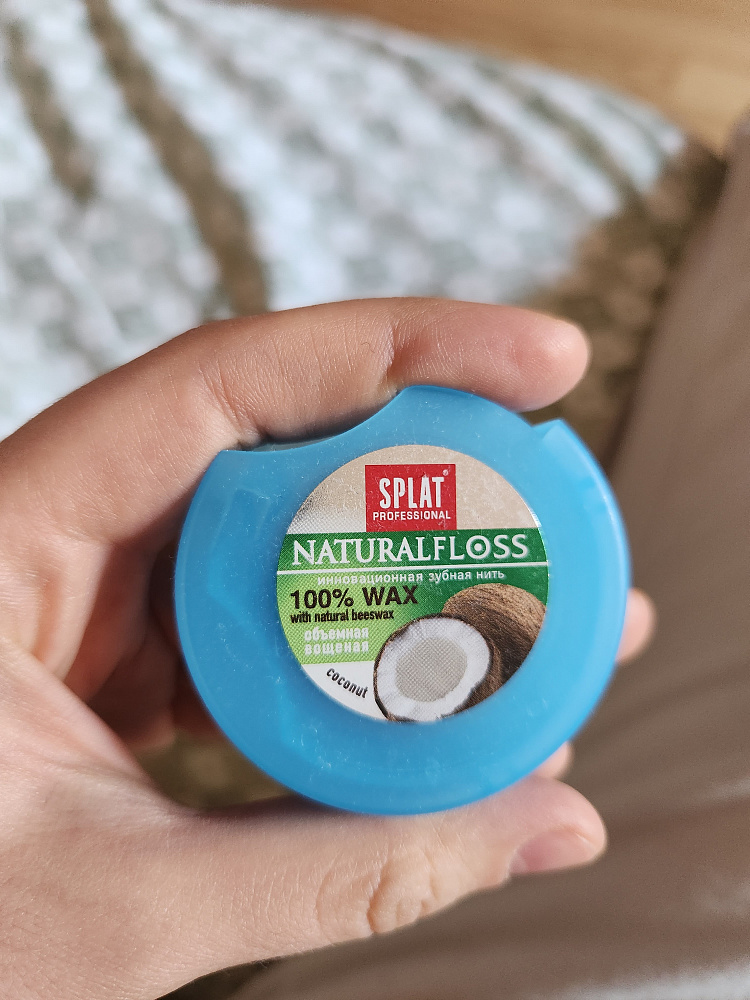 SPLAT®
PROFESSIONAL
NATURALFLOSS
инновационная зубная нить
100% WAX
with natural beeswax
объемная
вощеная
coconut